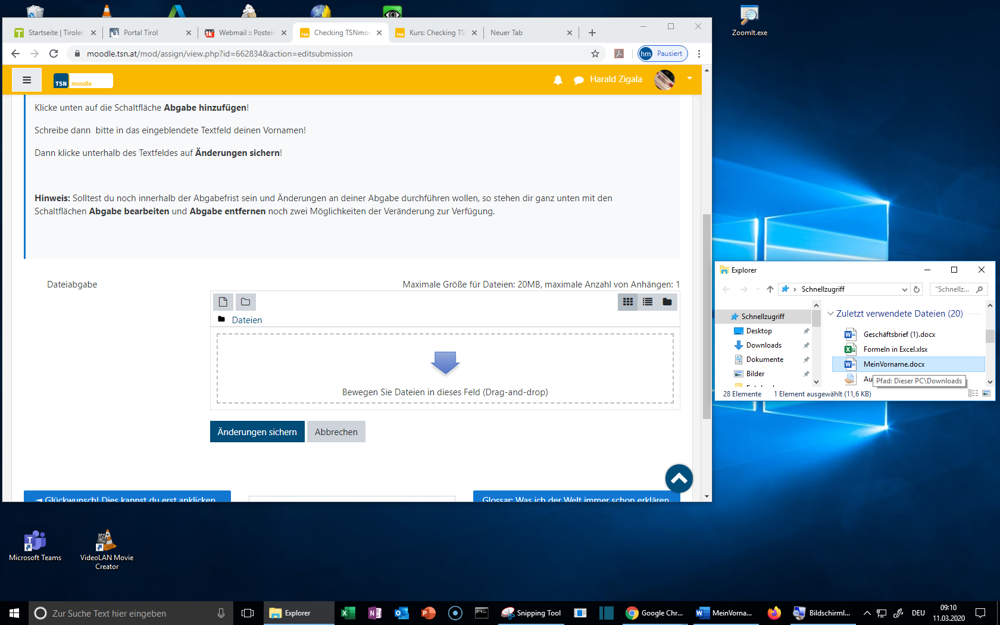 ZoomIt.exe
Startseite | Tiroler
Portal Tirol
Webmail :: Postein
Checking TSNmoo
Kurs: Checking TS
Neuer Tab
moodle.tsn.at/mod/assign/view.php?id=662834&action=editsubmission
hm Pausiert
TSN moodle
Harald Zigala
Klicke unten auf die Schaltfläche Abgabe hinzufügen!
Schreibe dann bitte in das eingeblendete Textfeld deinen Vornamen!
Dann klicke unterhalb des Textfeldes auf Änderungen sichern!
Hinweis: Solltest du noch innerhalb der Abgabefrist sein und Änderungen an deiner Abgabe durchführen wollen, so stehen dir ganz unten mit den
Schaltflächen Abgabe bearbeiten und Abgabe entfernen noch zwei Möglichkeiten der Veränderung zur Verfügung.
Dateiabgabe
Maximale Größe für Dateien: 20MB, maximale Anzahl von Anhängen: 1
Dateien
Bewegen Sie Dateien in dieses Feld (Drag-and-drop)
Änderungen sichern
Abbrechen
Glückwunsch! Dies kannst du erst anklicken
Glossar: Was ich der Welt immer schon erklären
Explorer
Schnellzugriff
"Schnellz...
Schnellzugriff
Desktop
Downloads
Dokumente
Bilder
Zuletzt verwendete Dateien (20)
Geschäftsbrief (1).docx
Formeln in Excel.xlsx
MeinVorname.docx
Au
Pfad: Dieser PC\Downloads
28 Elemente
1 Element ausgewählt (11,6 KB)
Microsoft Teams
VideoLAN Movie
Creator
Zur Suche Text hier eingeben
Explorer
Snipping Tool
Google Chr...
MeinVorna...
Bildschirml...
DEU
09:10
11.03.2020